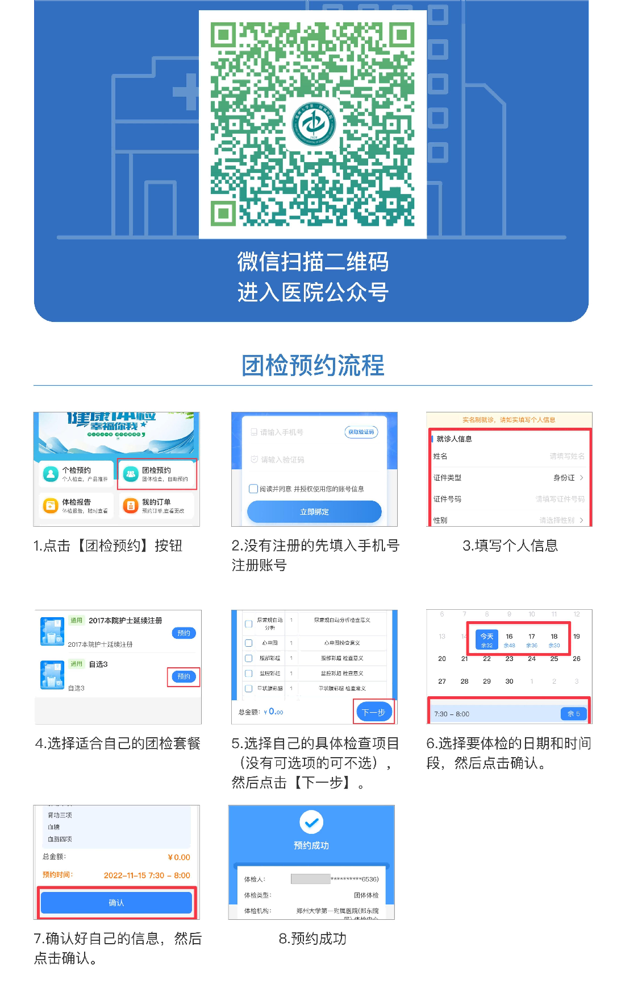 郑州大学第一附属医院
1928
微信扫描二维码
进入医院公众号
团检预约流程
健康体检
幸福你我
个检预约
个人检查，产品推荐
团检预约
团体检查，自助预约
体检报告
体检报告，随时查看
我的订单
预约订单,查看更改
1.点击【团检预约】按钮
请输入手机号
获取验证码
请输入验证码
阅读并同意 并授权使用您的账号信息
立即绑定
2.没有注册的先填入手机号
注册账号
实名制就诊，请如实填写个人信息
就诊人信息
姓名 请填写姓名
证件类型 身份证 >
证件号码 请填写证件号码
性别 请选择性别 >
3.填写个人信息
通用 2017本院护士延续注册
预约
2017本院护士延续注册
通用 自选3
预约
自选3
4.选择适合自己的团检套餐
尿常规自动 1 尿常规自动分析检查意义
分析
心电图 1 心电图检查意义
腹部彩超 1 腹部彩超 检查意义
盆腔彩超 1 盆腔彩超 检查意义
甲状腺彩超 1 甲状腺彩超 检查意义
总金额：¥ 0.00
下一步
5.选择自己的具体检查项目
（没有可选项的可不选），
然后点击【下一步】。
6 7 8 9 10 11 12
13 14 今天 16 17 18 19
余32 余48 余36 余30
20 21 22 23 24 25 26
27 28 29 30 1 2 3
7:30 - 8:00 余 5
6.选择要体检的日期和时间
段，然后点击确认。
肾功三项
血糖
血脂四项
总金额： ¥ 0.00
预约时间： 2022-11-15 7:30 - 8:00
确认
7.确认好自己的信息，然后
点击确认。
预约成功
体检人： **********6536)
体检类型： 团体体检
体检机构： 郑州大学第一附属医院(郑东院
区) 体检中心
8.预约成功